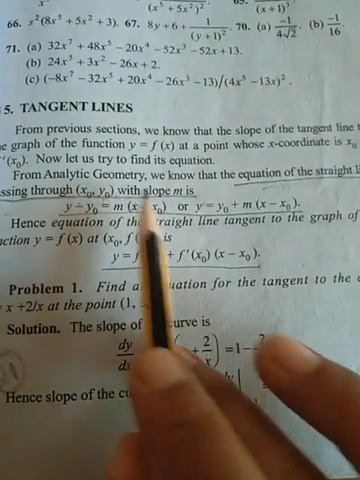 (x⁵ + 5x²)²
(x + 1)³
66. s²(8s⁵ + 5s² + 3). 67. 8y + 6 + 1/(y + 1)² 70. (a) -1/4√2 (b) -1/16
71. (a) 32x⁷ + 48x⁵ − 20x⁴ − 52x³ − 52x + 13.
(b) 24x⁵ + 3x² − 26x + 2.
(c) (−8x⁷ − 32x⁵ + 20x⁴ − 26x³ − 13)/(4x⁵ − 13x)².
5. TANGENT LINES
From previous sections, we know that the slope of the tangent line
graph of the function y = f(x) at a point whose x-coordinate is x₀
'(x₀). Now let us try to find its equation.
From Analytic Geometry, we know that the equation of the straight
ssing through (x₀, y₀) with slope m is
y − y₀ = m (x − x₀) or y = y₀ + m (x − x₀).
Hence equation of the straight line tangent to the graph of
y = f(x) at (x₀, is
y = + f'(x₀) (x − x₀).
Problem 1. Find uation for the tangent to the
= x + 2/x at the point (1,
Solution. The slope of curve is
dy + 2/x) = 1 −
Hence slope of the